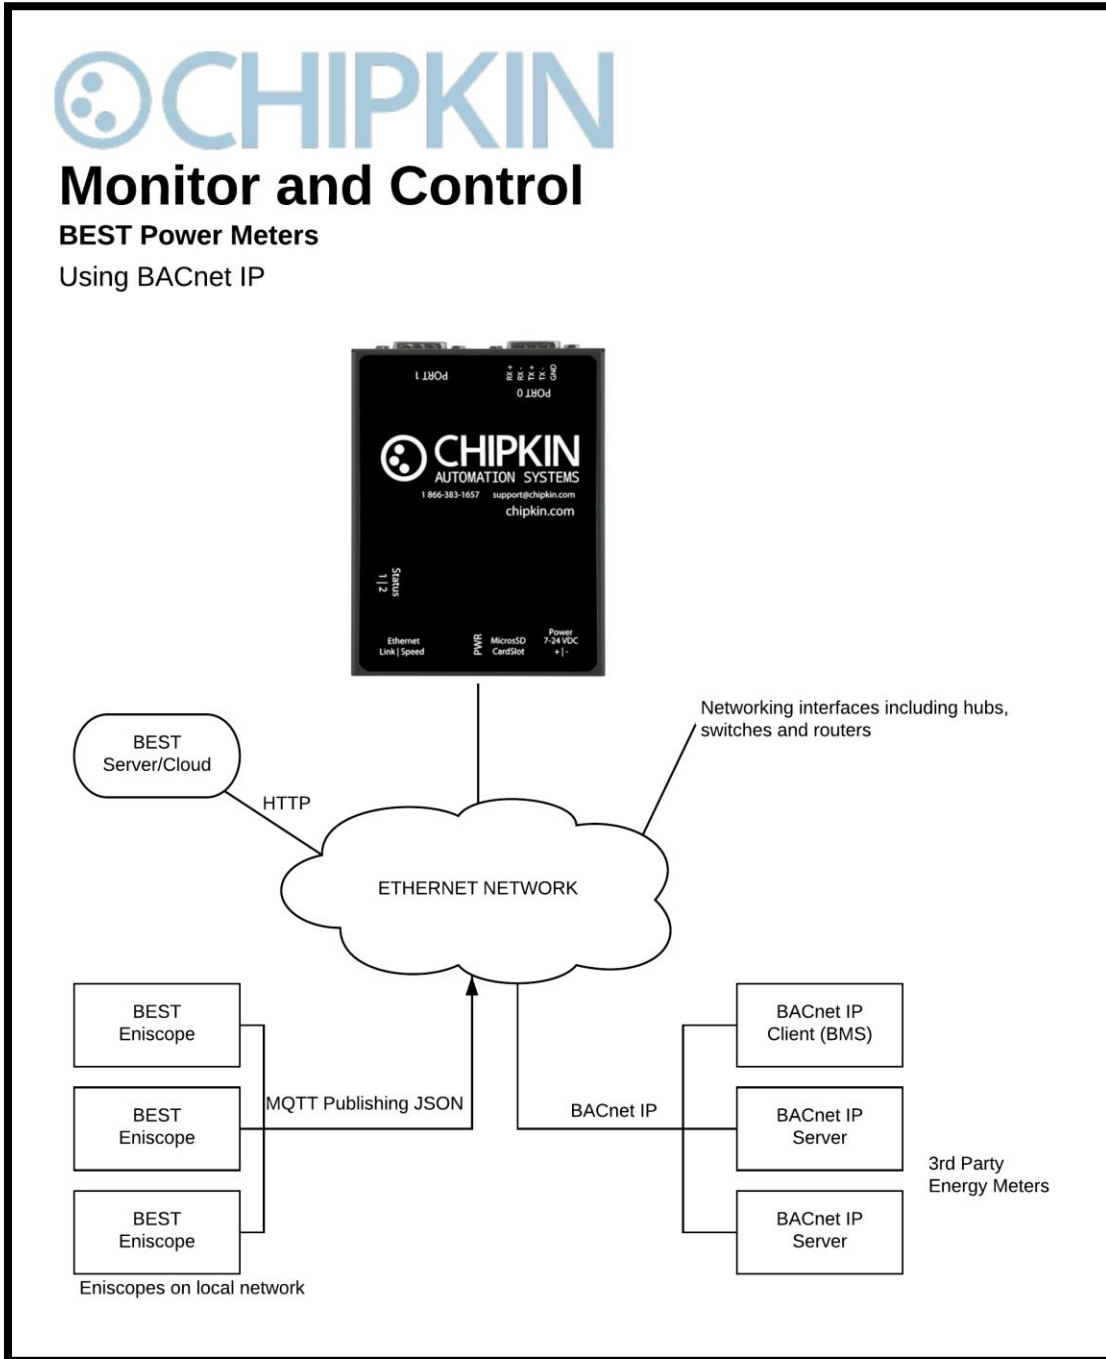 CHIPKIN
Monitor and Control
BEST Power Meters
Using BACnet IP
PORT 1
RX +
RX -
TX +
TX -
GND
PORT 0
CHIPKIN
AUTOMATION SYSTEMS
1 866-383-1657 support@chipkin.com
chipkin.com
Status
1 | 2
Ethernet
Link | Speed
PWR
MicrosSD
CardSlot
Power
7-24 VDC
+ | -
Networking interfaces including hubs,
switches and routers
BEST
Server/Cloud
HTTP
ETHERNET NETWORK
BEST
Eniscope
BEST
Eniscope
BEST
Eniscope
MQTT Publishing JSON
Eniscopes on local network
BACnet IP
BACnet IP
Client (BMS)
BACnet IP
Server
BACnet IP
Server
3rd Party
Energy Meters